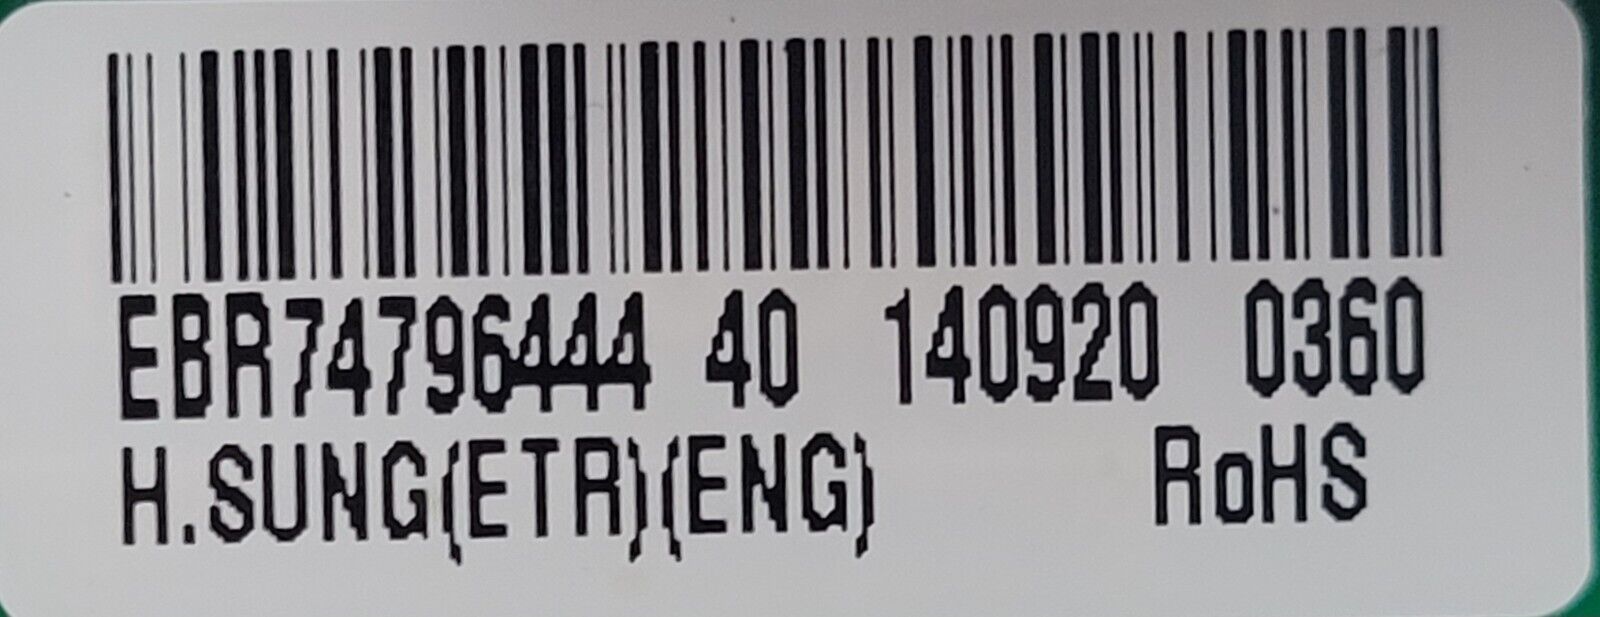 EBR74796444 40 140920 0360
H.SUNG(ETR)(ENG) RoHS